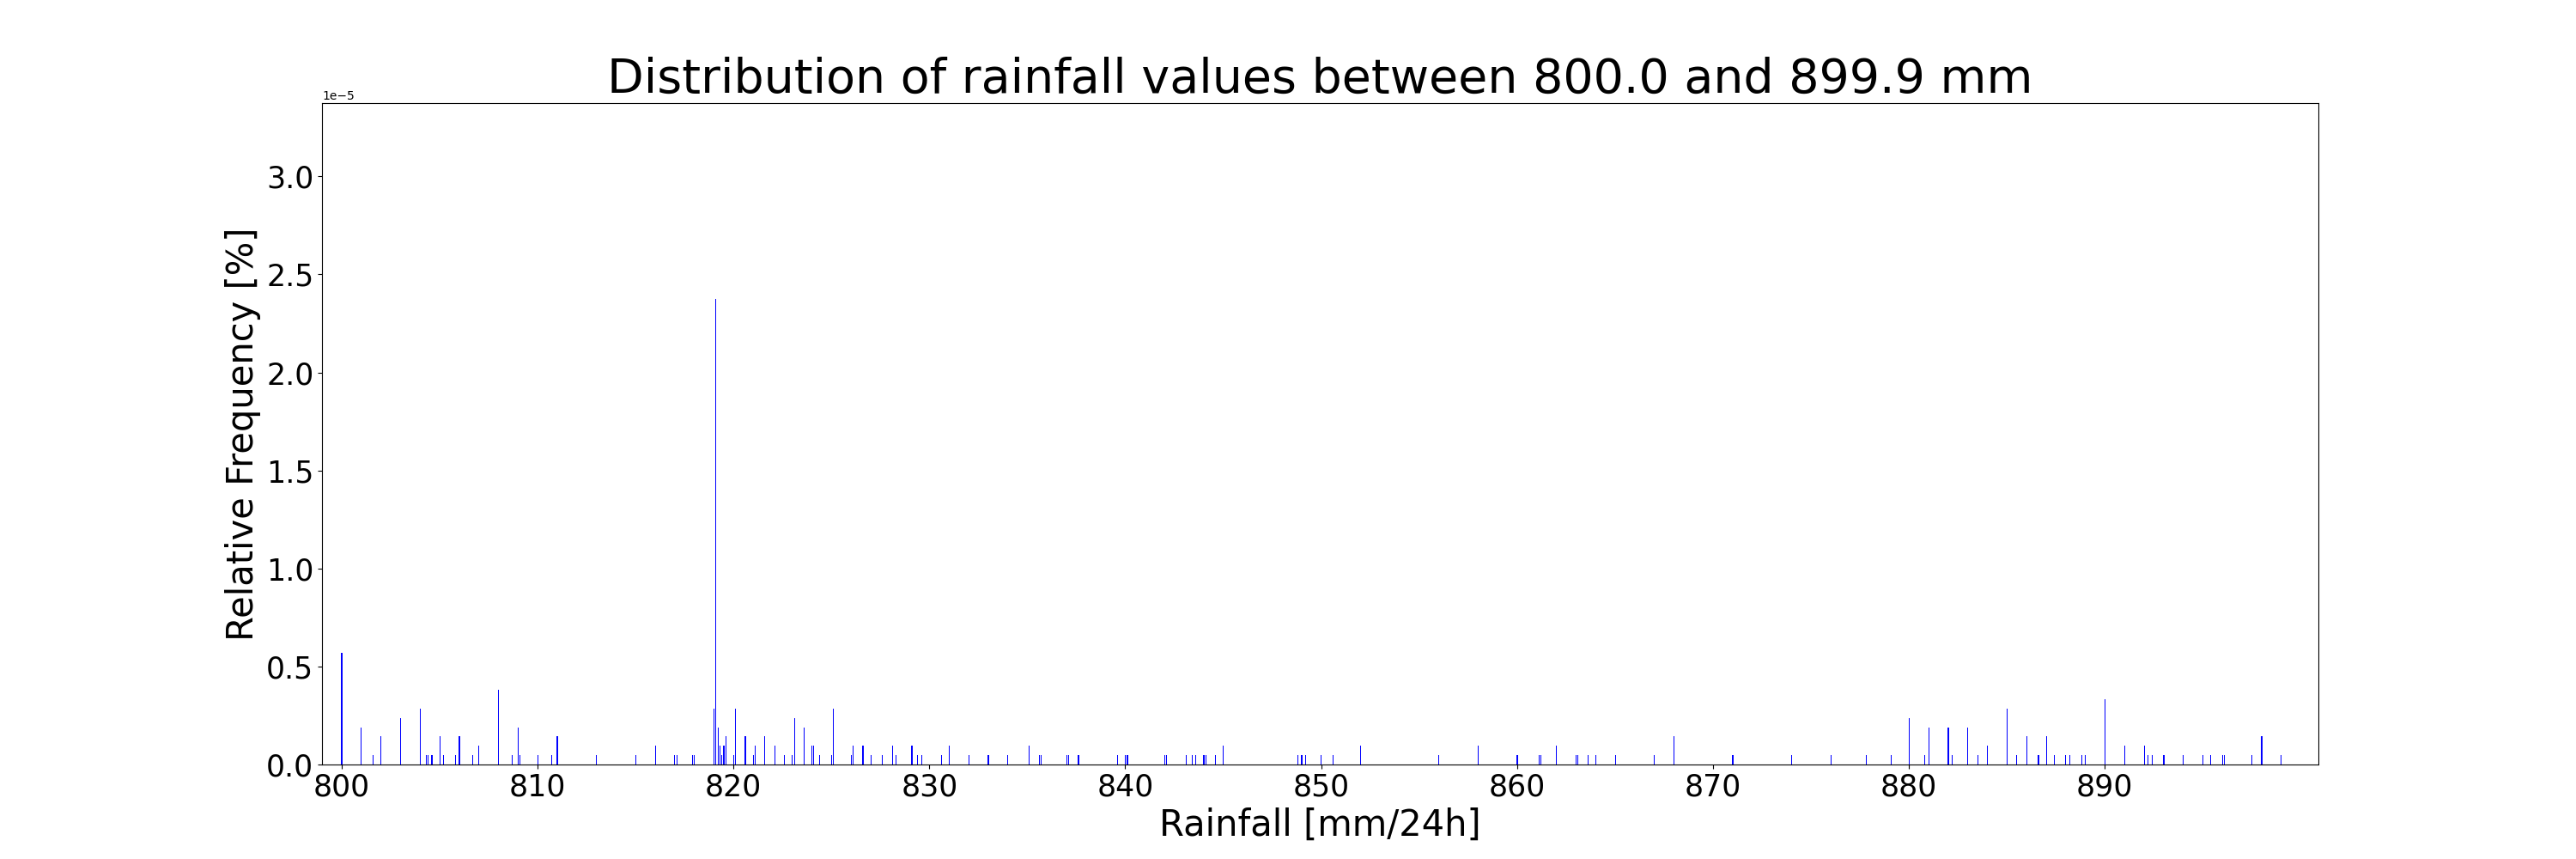 Distribution of rainfall values between 800.0 and 899.9 mm
1e−5
3.0
2.5
2.0
1.5
1.0
0.5
0.0
Relative Frequency [%]
800 810 820 830 840 850 860 870 880 890
Rainfall [mm/24h]